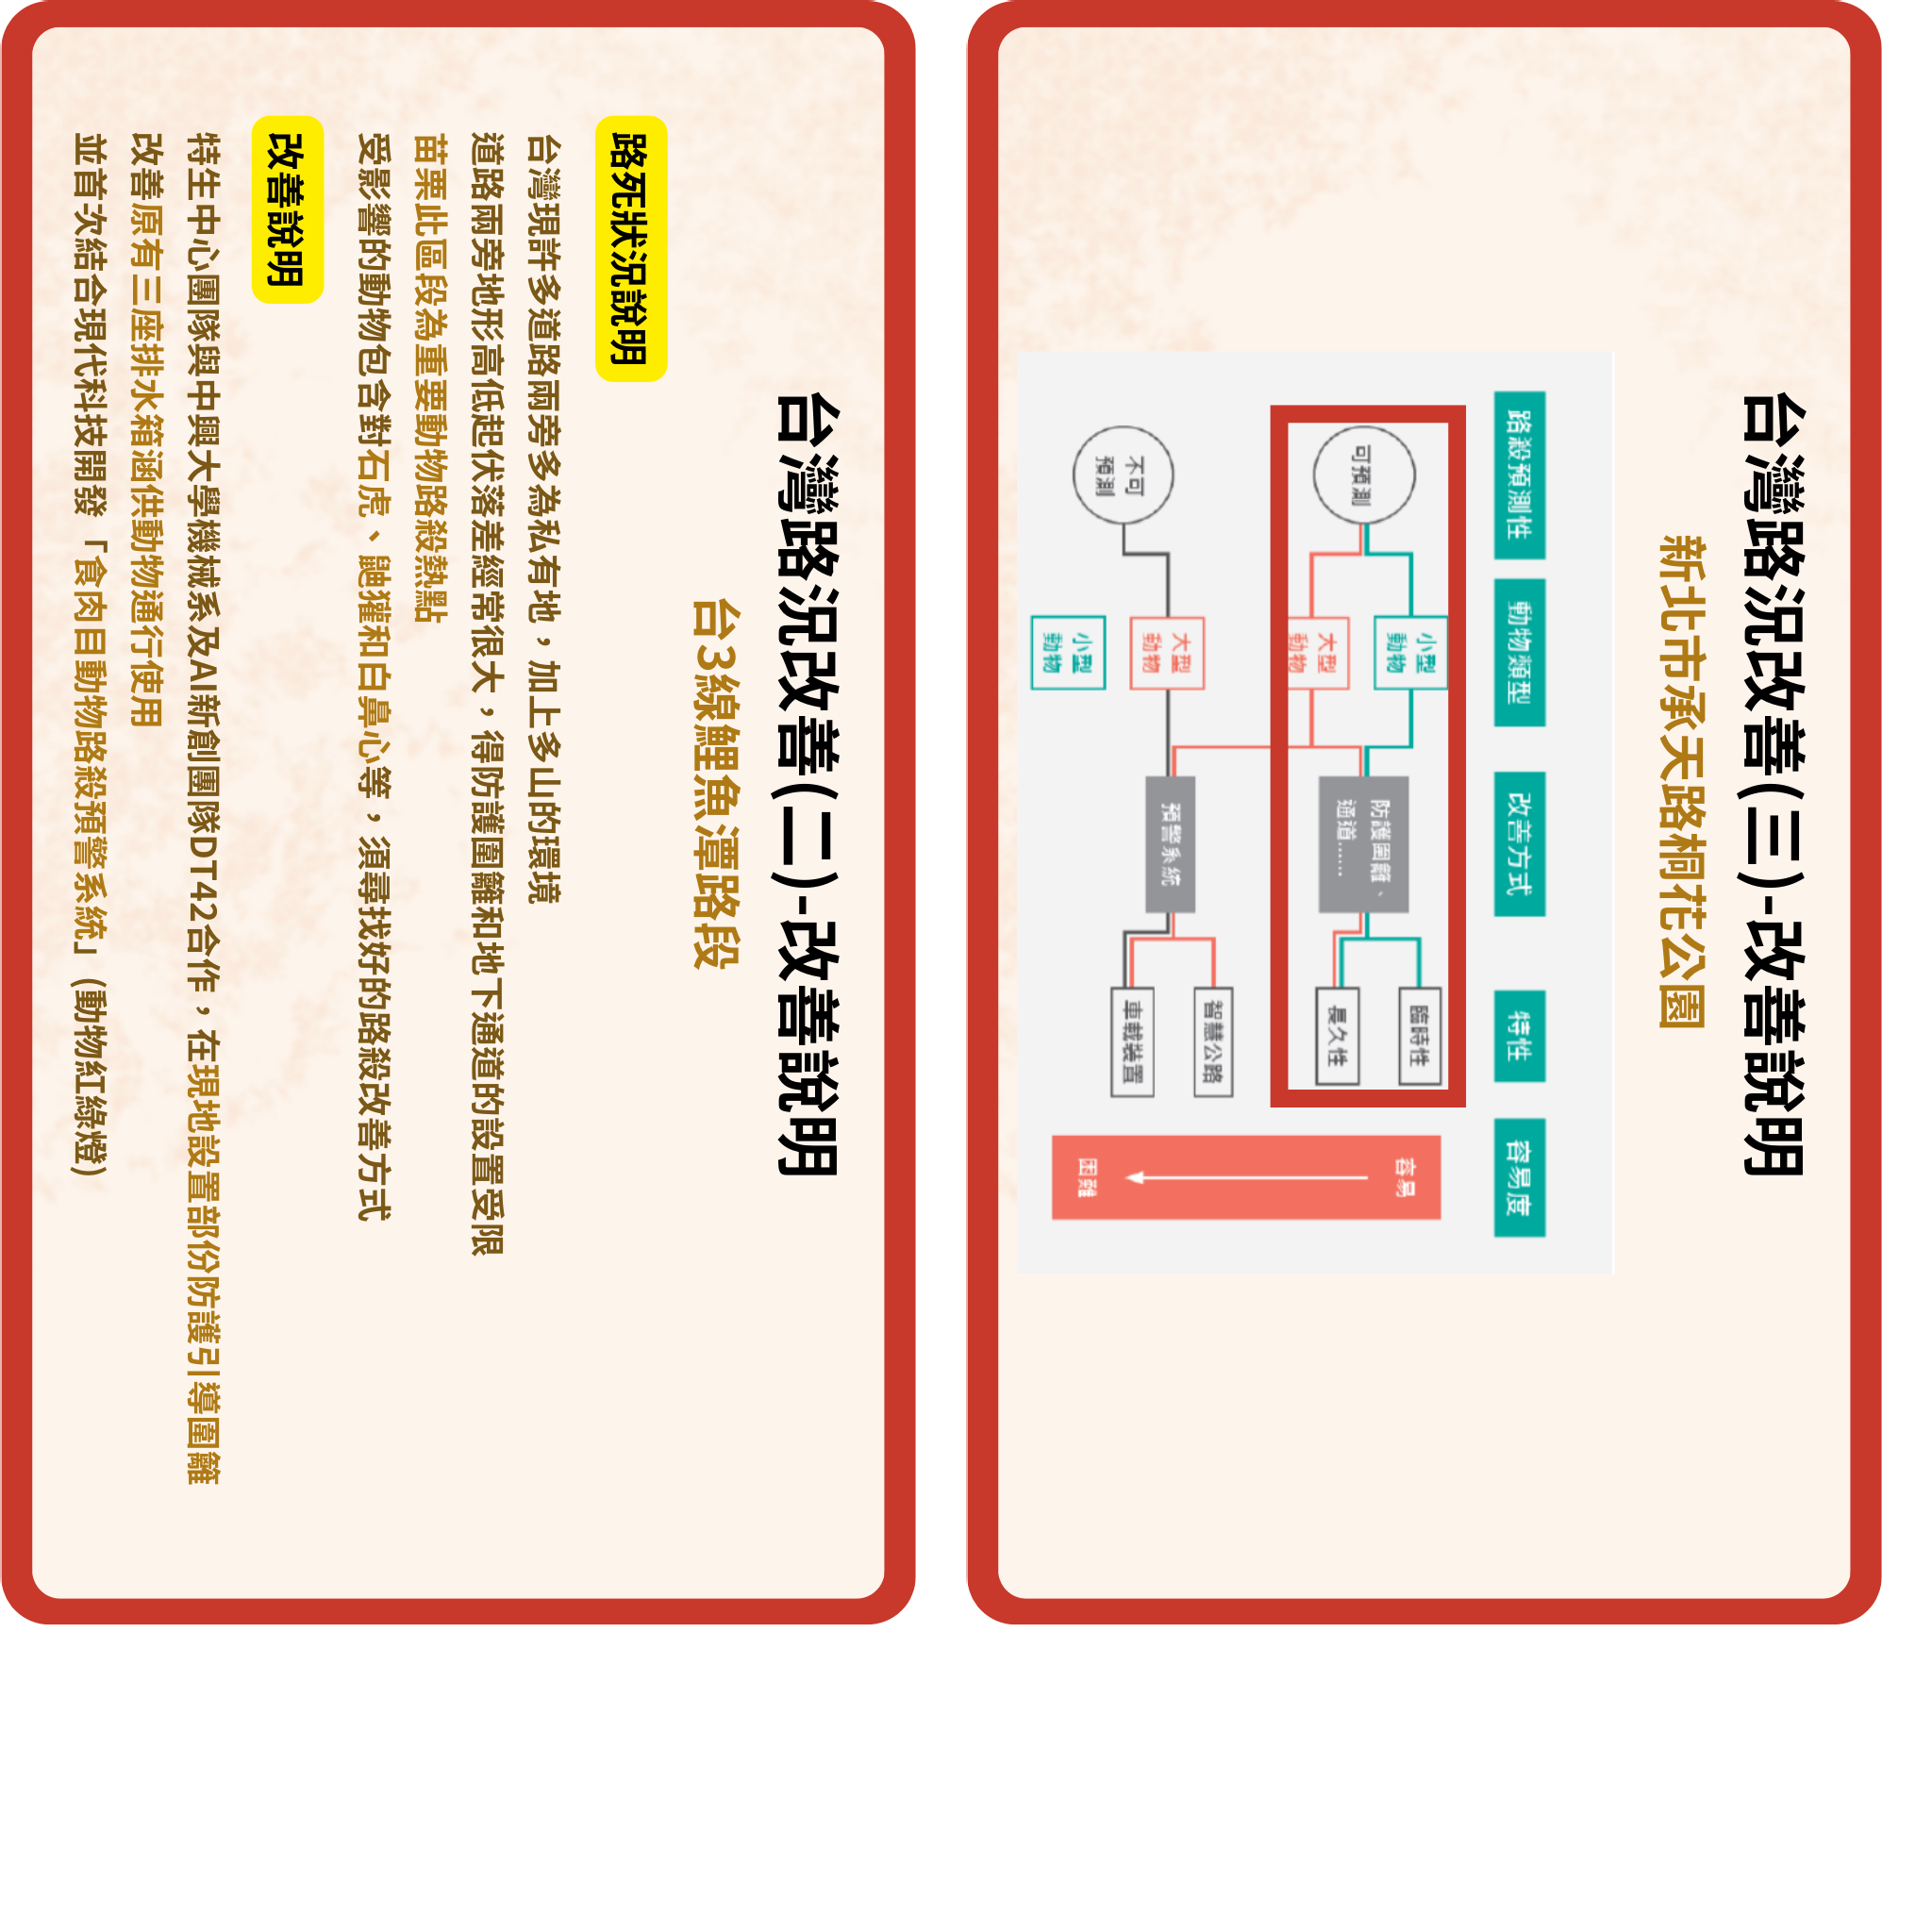 台灣路況改善(三)-改善說明
新北市承天路桐花公園
路殺預測性
動物類型
改善方式
特性
容易度
可預測
小型
動物
大型
動物
防護圍籬、
通道……
臨時性
長久性
容易
不可
預測
大型
動物
小型
動物
預警系統
智慧公路
車載裝置
困難
台灣路況改善(二)-改善說明
台3線鯉魚潭路段
路死狀況說明
台灣現許多道路兩旁多為私有地，加上多山的環境
道路兩旁地形高低起伏落差經常很大，得防護圍籬和地下通道的設置受限
苗栗此區段為重要動物路殺熱點
受影響的動物包含對石虎、鼬獾和白鼻心等，須尋找好的路殺改善方式
改善說明
特生中心團隊與中興大學機械系及AI新創團隊DT42合作，在現地設置部份防護引導圍籬
改善原有三座排水箱涵供動物通行使用
並首次結合現代科技開發「食肉目動物路殺預警系統」(動物紅綠燈)